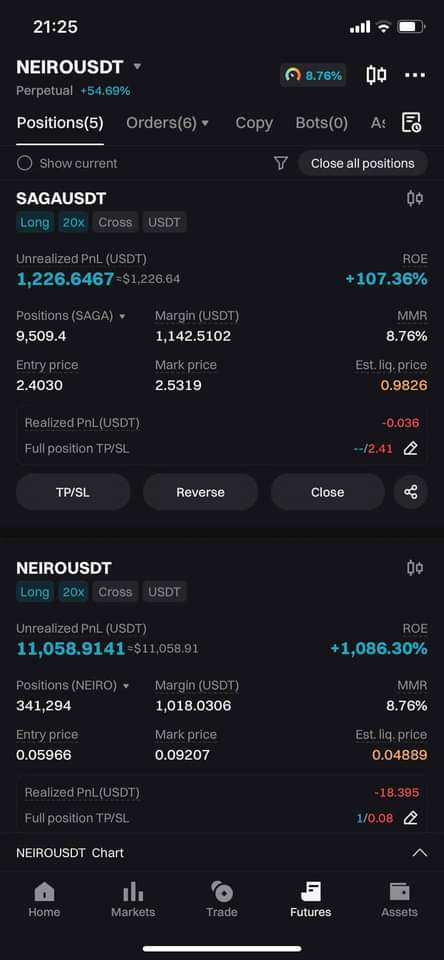 21:25
NEIROUSDT
8.76%
Perpetual +54.69%
Positions(5) Orders(6) Copy Bots(0) As
Show current Close all positions
SAGAUSDT
Long 20x Cross USDT
Unrealized PnL (USDT) ROE
1,226.6467≈$1,226.64 +107.36%
Positions (SAGA) Margin (USDT) MMR
9,509.4 1,142.5102 8.76%
Entry price Mark price Est. liq. price
2.4030 2.5319 0.9826
Realized PnL(USDT) -0.036
Full position TP/SL --/2.41
TP/SL Reverse Close
NEIROUSDT
Long 20x Cross USDT
Unrealized PnL (USDT) ROE
11,058.9141≈$11,058.91 +1,086.30%
Positions (NEIRO) Margin (USDT) MMR
341,294 1,018.0306 8.76%
Entry price Mark price Est. liq. price
0.05966 0.09207 0.04889
Realized PnL(USDT) -18.395
Full position TP/SL 1/0.08
NEIROUSDT Chart
Home Markets Trade Futures Assets